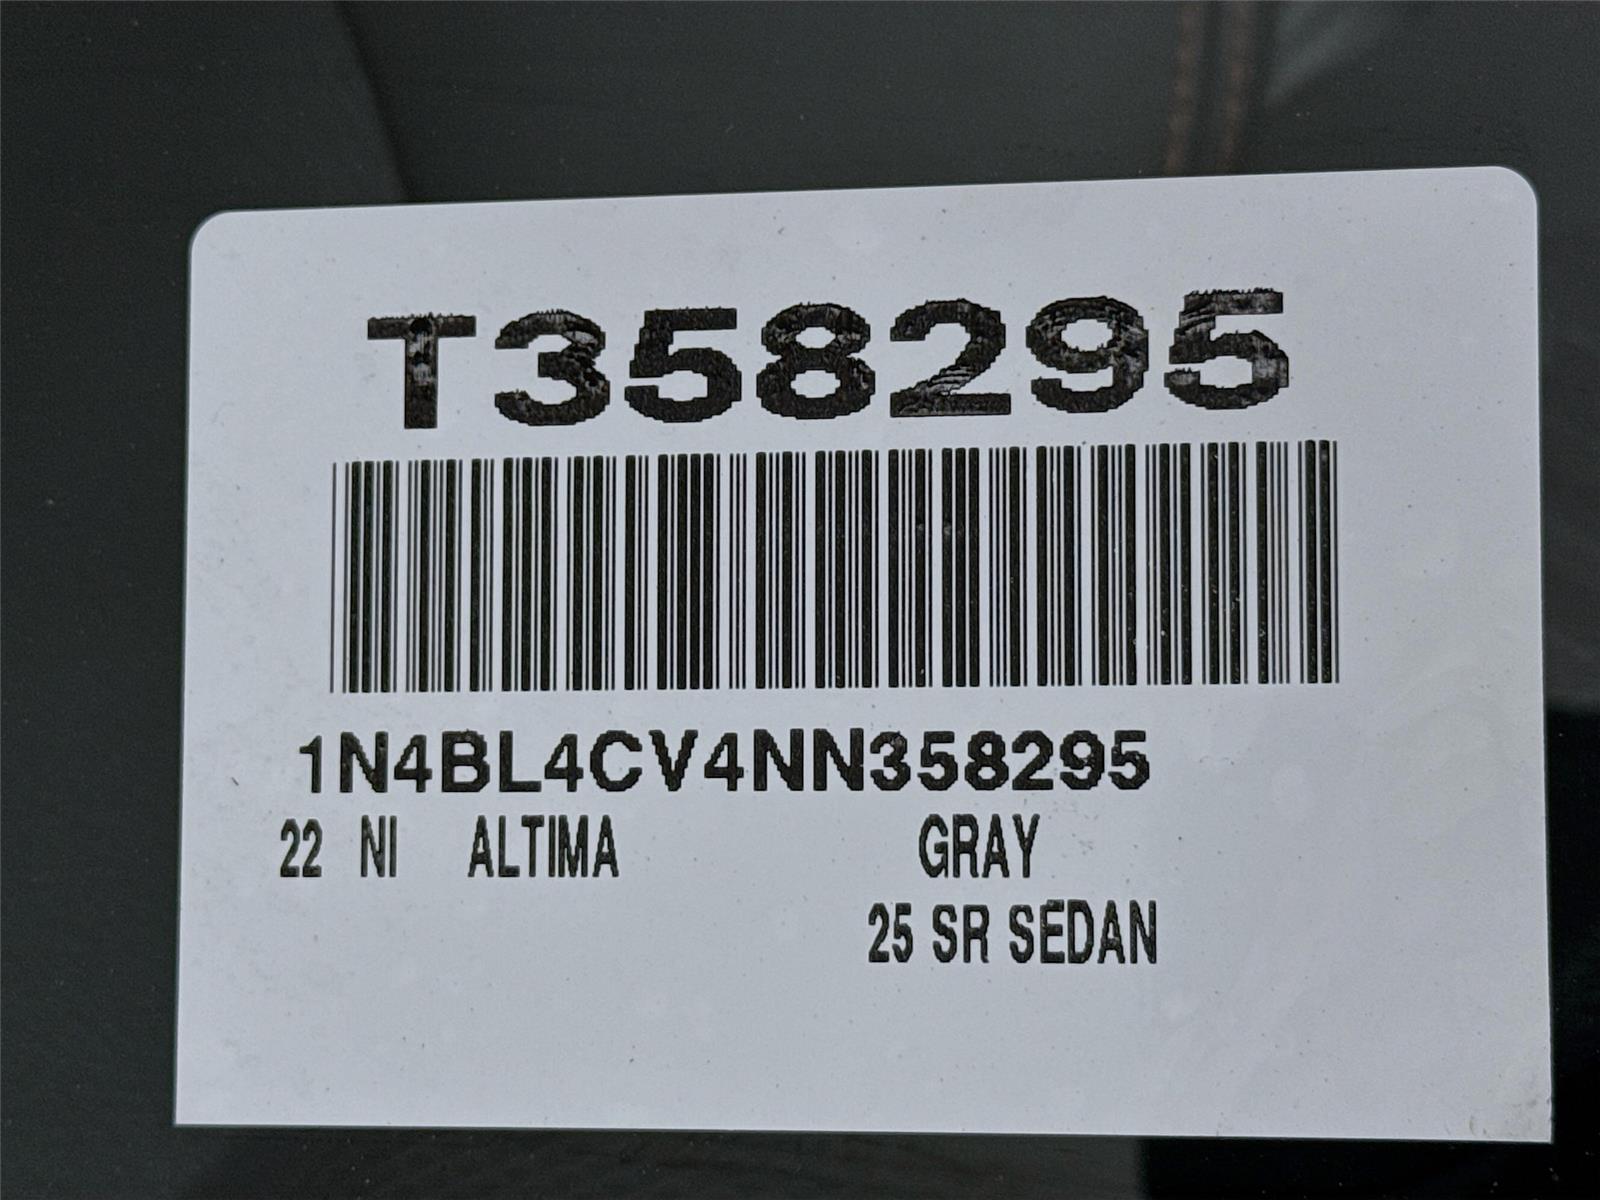 T358295
1N4BL4CV4NN358295
22 NI ALTIMA GRAY
25 SR SEDAN